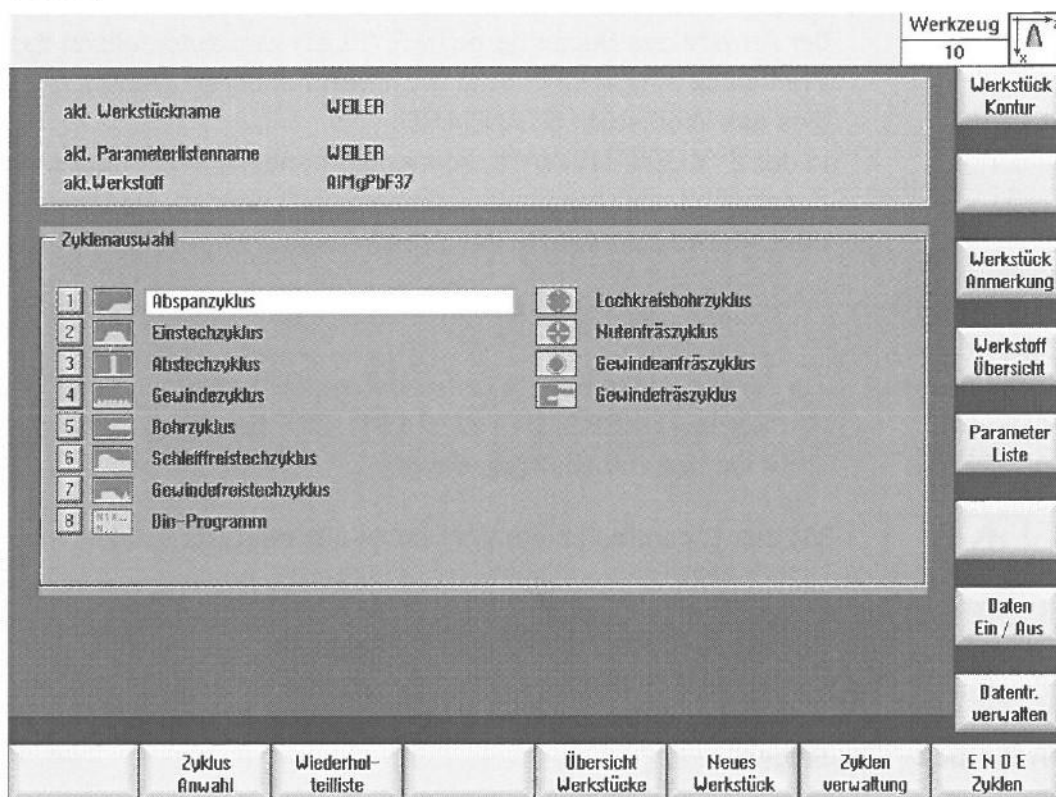 Werkzeug
10
z
x
akt. Werkstückname WEILER
akt. Parameterlistenname WEILER
akt.Werkstoff AlMgPbF37
Zyklenauswahl
1 Abspanzyklus
2 Einstechzyklus
3 Abstechzyklus
4 Gewindezyklus
5 Bohrzyklus
6 Schleiffreistechzyklus
7 Gewindefreistechzyklus
8 Din-Programm
Lochkreisbohrzyklus
Nutenfräszyklus
Gewindeanfräszyklus
Gewindefräszyklus
Werkstück
Kontur
Werkstück
Anmerkung
Werkstoff
Übersicht
Parameter
Liste
Daten
Ein / Aus
Datentr.
verwalten
Zyklus
Anwahl
Wiederhol-
teilliste
Übersicht
Werkstücke
Neues
Werkstück
Zyklen
verwaltung
E N D E
Zyklen